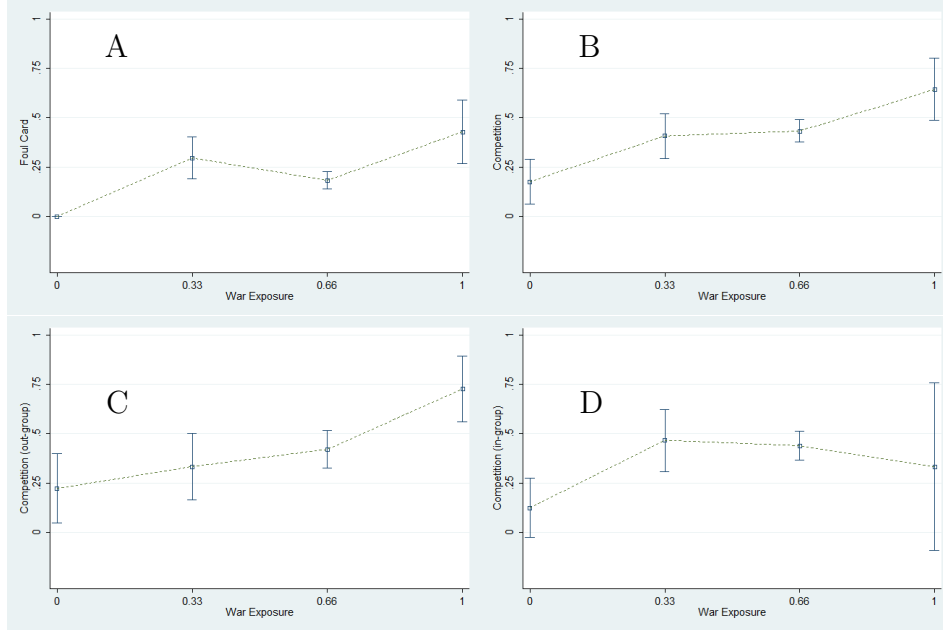 A
1
.75
.5
.25
0
Foul Card
0 0.33 0.66 1
War Exposure
B
1
.75
.5
.25
0
Competition
0 0.33 0.66 1
War Exposure
C
1
.75
.5
.25
0
Competition (out-group)
0 0.33 0.66 1
War Exposure
D
1
.75
.5
.25
0
Competition (in-group)
0 0.33 0.66 1
War Exposure